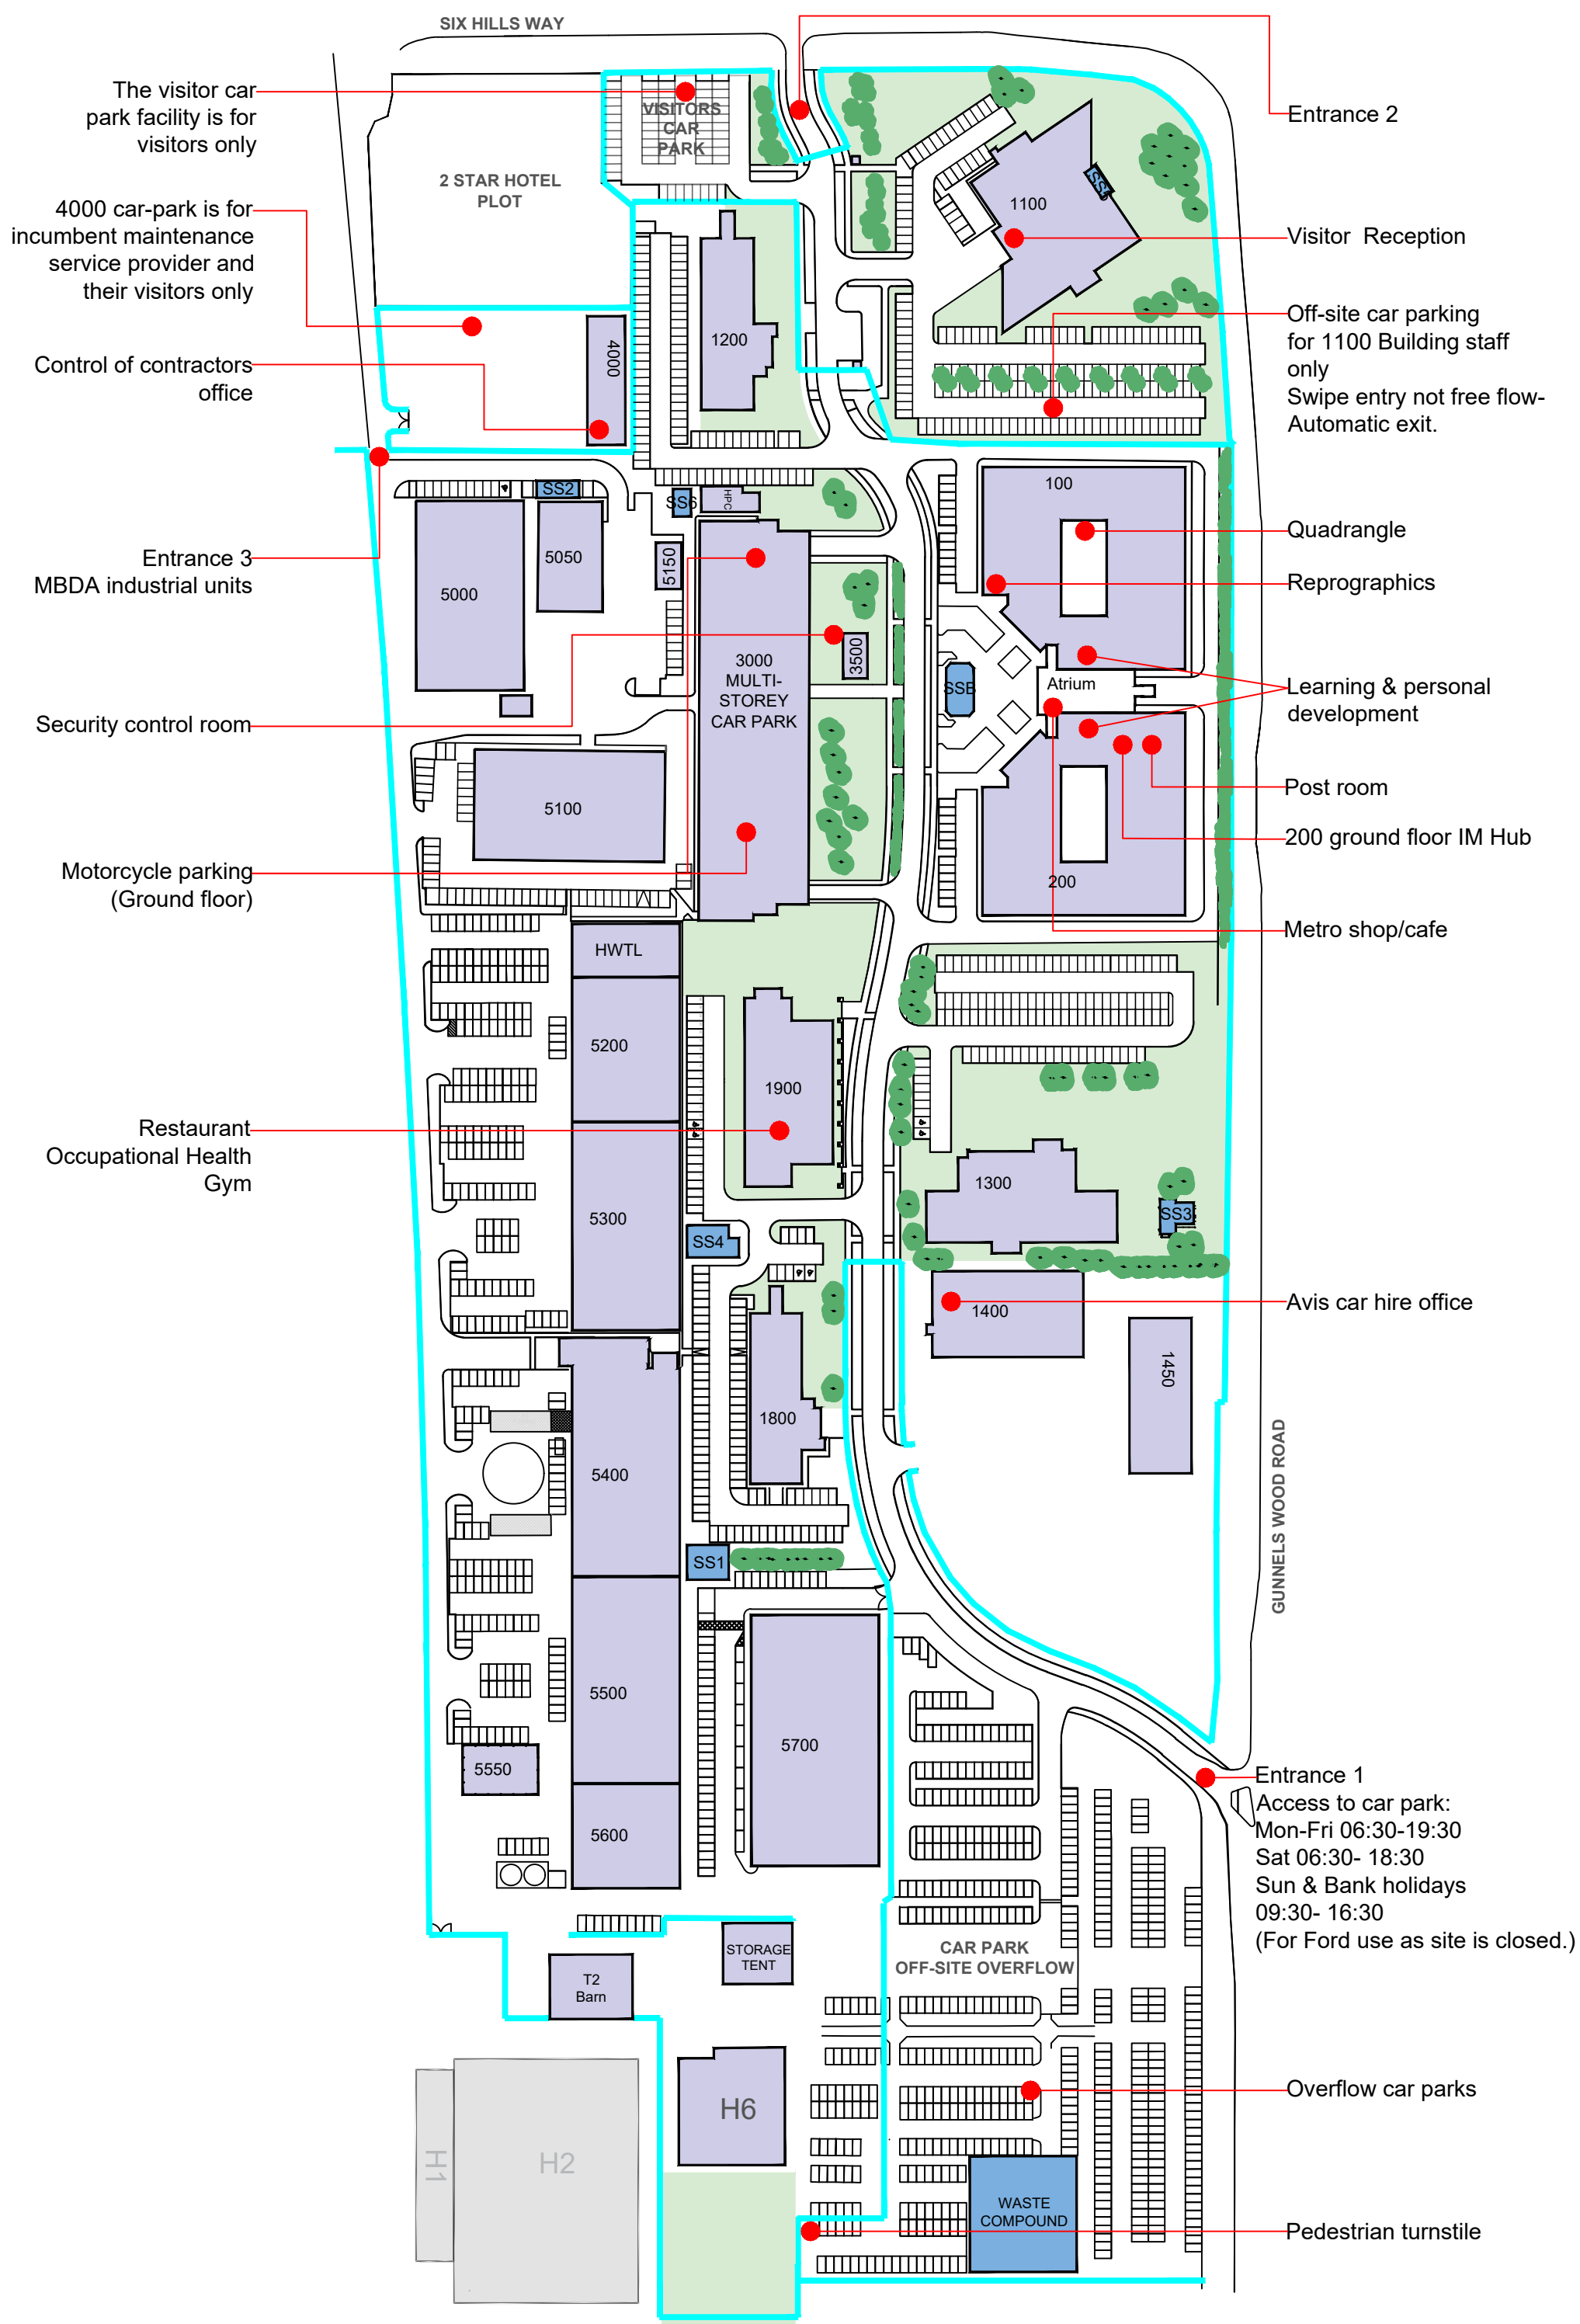 SIX HILLS WAY
The visitor car
park facility is for
visitors only
VISITORS
CAR
PARK
Entrance 2
2 STAR HOTEL
PLOT
4000 car-park is for
incumbent maintenance
service provider and
their visitors only
1100
SS5
Visitor Reception
1200
4000
Off-site car parking
for 1100 Building staff
only
Swipe entry not free flow-
Automatic exit.
Control of contractors
office
SS2
SS6
HPC
100
Quadrangle
Entrance 3
MBDA industrial units
5000
5050
5150
Reprographics
3000
MULTI-
STOREY
CAR PARK
3500
SSB
Atrium
Learning & personal
development
Security control room
5100
Post room
200 ground floor IM Hub
Motorcycle parking
(Ground floor)
200
Metro shop/cafe
HWTL
5200
1900
Restaurant
Occupational Health
Gym
5300
1300
SS3
SS4
1400
Avis car hire office
1450
1800
5400
GUNNELS WOOD ROAD
SS1
5500
5700
5550
5600
Entrance 1
Access to car park:
Mon-Fri 06:30-19:30
Sat 06:30- 18:30
Sun & Bank holidays
09:30- 16:30
(For Ford use as site is closed.)
STORAGE
TENT
CAR PARK
OFF-SITE OVERFLOW
T2
Barn
Overflow car parks
H6
H1
H2
WASTE
COMPOUND
Pedestrian turnstile